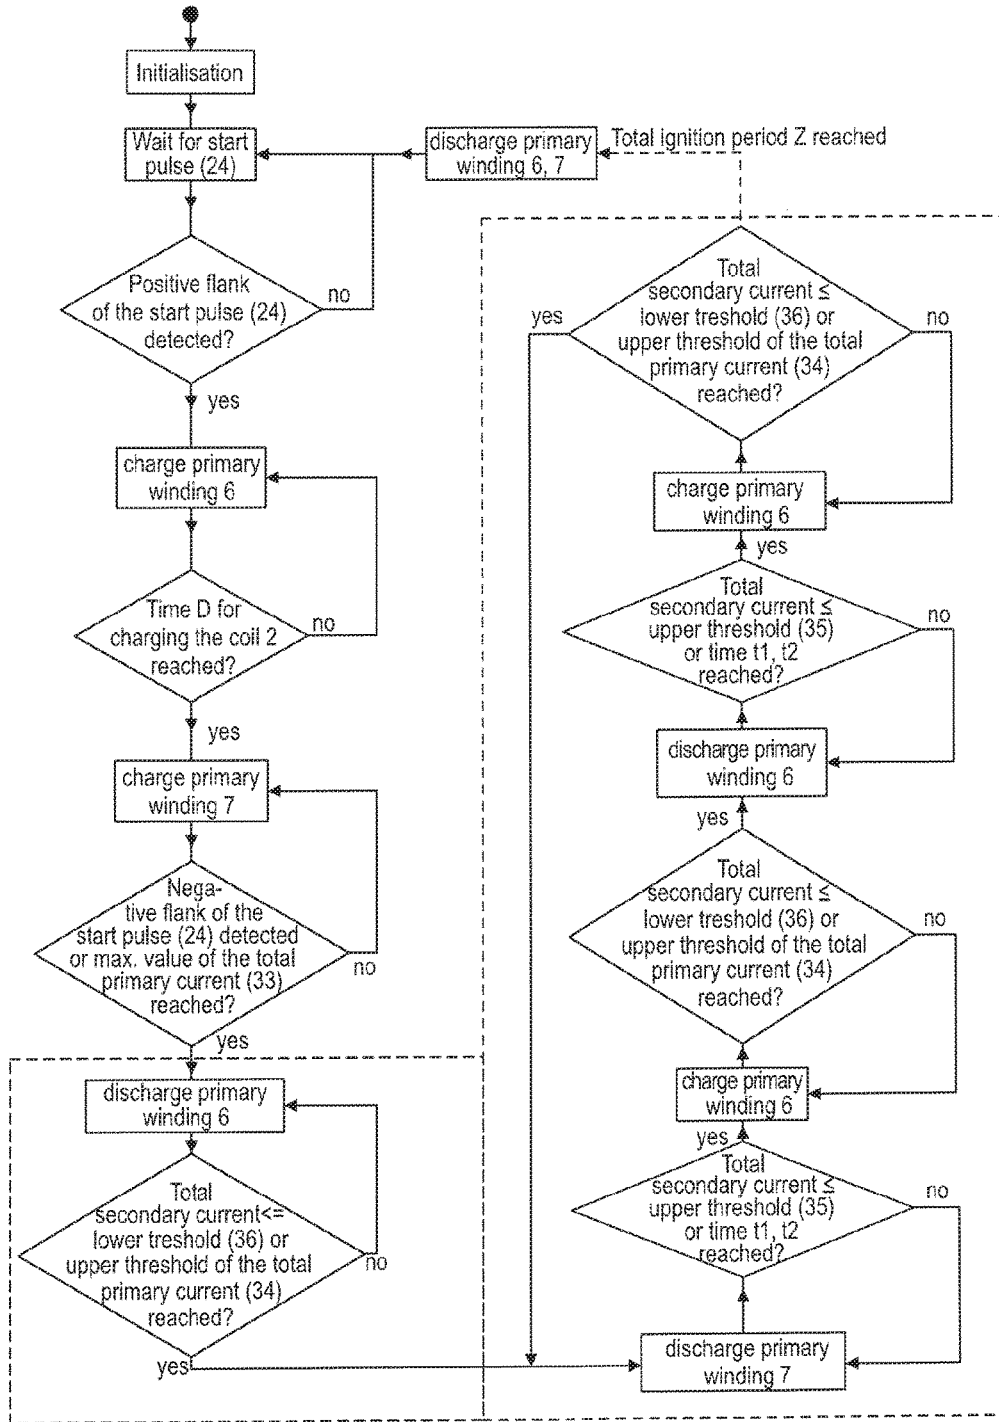 Initialisation
Wait for start
pulse (24)
discharge primary
winding 6, 7
Total ignition period Z reached
Positive flank
of the start pulse (24)
detected?
no
yes
charge primary
winding 6
Time D for
charging the coil 2
reached?
no
yes
charge primary
winding 7
Nega-
tive flank of the
start pulse (24) detected
or max. value of the total
primary current (33)
reached?
no
yes
discharge primary
winding 6
Total
secondary current<=
lower treshold (36) or
upper threshold of the total
primary current (34)
reached?
no
yes
Total
secondary current ≤
lower treshold (36) or
upper threshold of the total
primary current (34)
reached?
yes
no
charge primary
winding 6
yes
Total
secondary current ≤
upper threshold (35)
or time t1, t2
reached?
no
discharge primary
winding 6
yes
Total
secondary current ≤
lower treshold (36) or
upper threshold of the total
primary current (34)
reached?
no
charge primary
winding 6
yes
Total
secondary current ≤
upper threshold (35)
or time t1, t2
reached?
no
discharge primary
winding 7